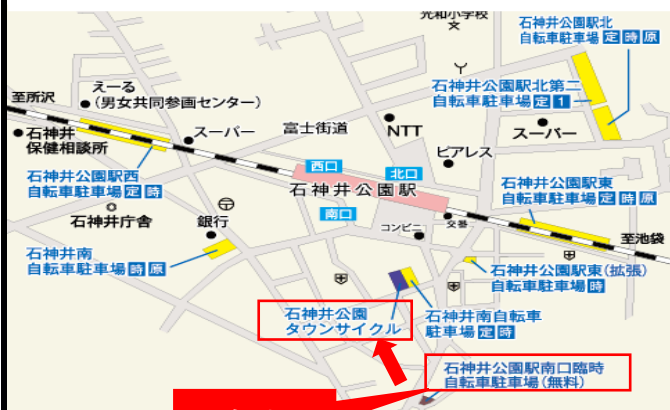 光和小学校
文
石神井公園駅北
自転車駐車場 定 時 原
石神井公園駅北第二
自転車駐車場 定 1
至所沢
えーる
(男女共同参画センター)
石神井
保健相談所
スーパー
富士街道
NTT
スーパー
ピアレス
石神井公園駅西
自転車駐車場 定 時
西口
北口
石神井公園駅
南口
石神井公園駅東
自転車駐車場 定 時 原
石神井庁舎
銀行
コンビニ
交番
至池袋
石神井南
自転車駐車場 時 原
石神井公園駅東(拡張)
自転車駐車場 時
石神井公園
タウンサイクル
石神井南自転車
駐車場 定 時
石神井公園駅南口臨時
自転車駐車場(無料)